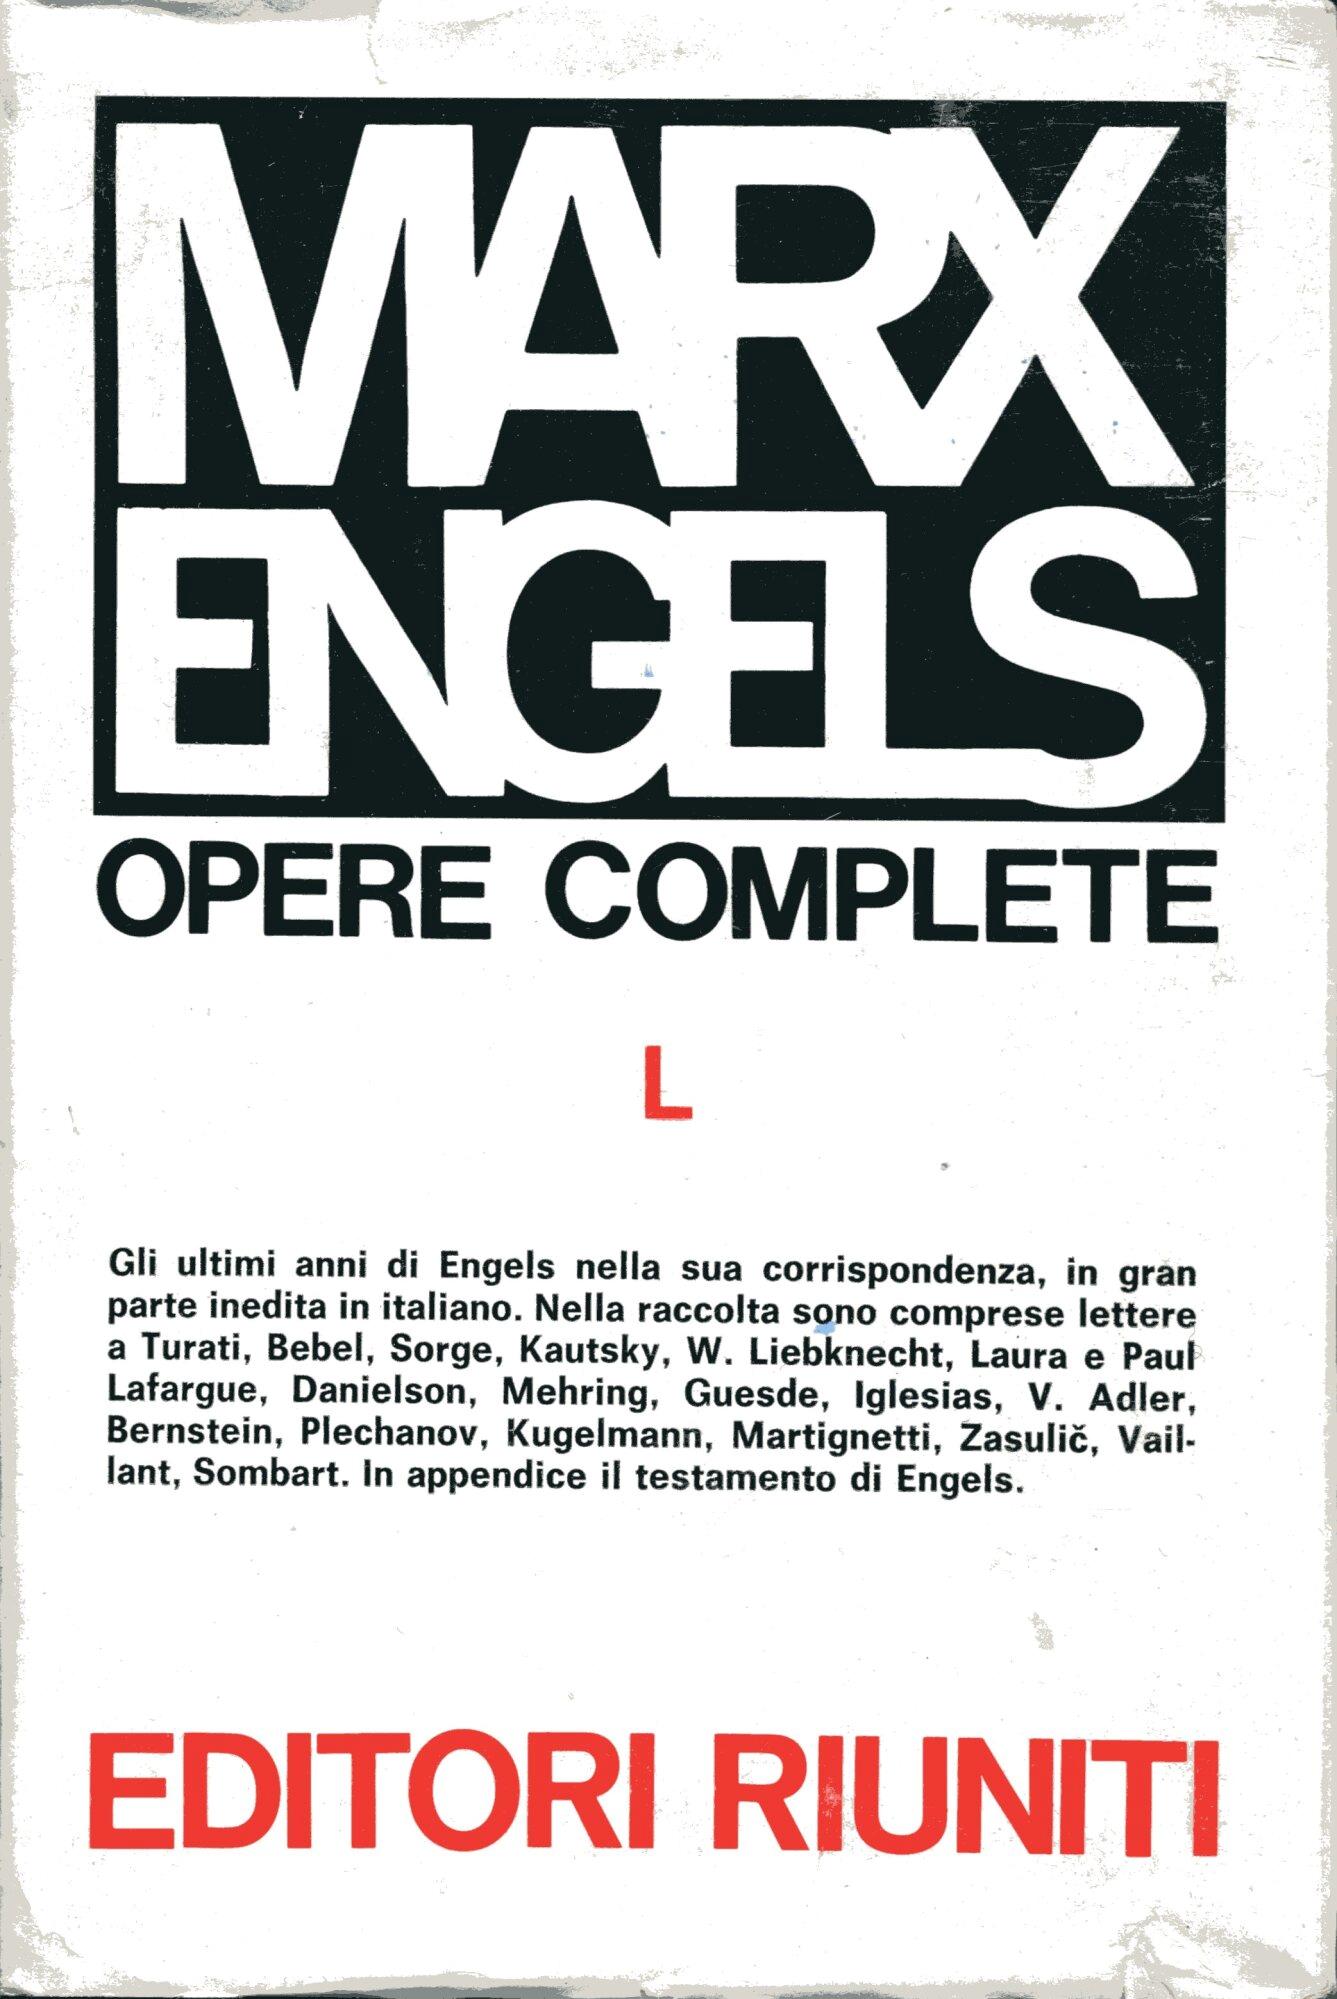 MARX
ENGELS
OPERE COMPLETE
L
Gli ultimi anni di Engels nella sua corrispondenza, in gran
parte inedita in italiano. Nella raccolta sono comprese lettere
a Turati, Bebel, Sorge, Kautsky, W. Liebknecht, Laura e Paul
Lafargue, Danielson, Mehring, Guesde, Iglesias, V. Adler,
Bernstein, Plechanov, Kugelmann, Martignetti, Zasulič, Vail-
lant, Sombart. In appendice il testamento di Engels.
EDITORI RIUNITI